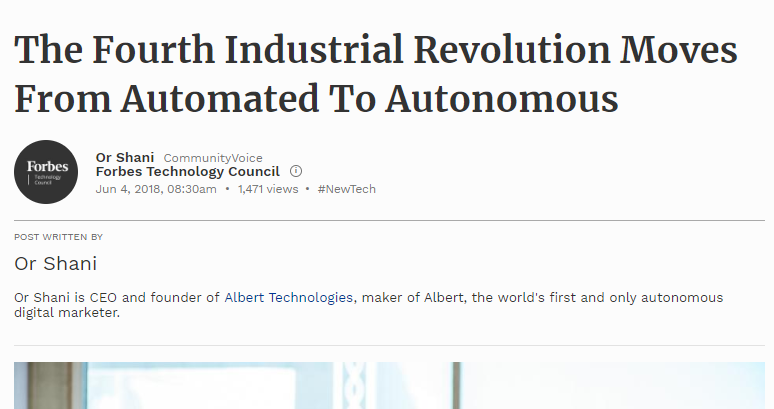 The Fourth Industrial Revolution Moves
From Automated To Autonomous
Forbes
Technology
Council
Or Shani CommunityVoice
Forbes Technology Council
Jun 4, 2018, 08:30am • 1,471 views • #NewTech
POST WRITTEN BY
Or Shani
Or Shani is CEO and founder of Albert Technologies, maker of Albert, the world's first and only autonomous
digital marketer.